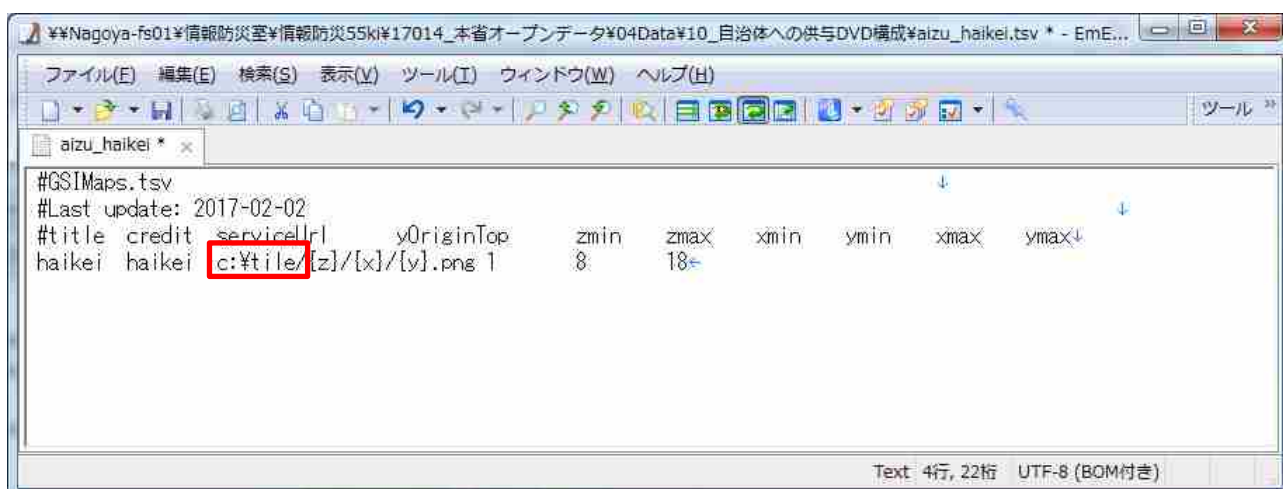 ¥¥Nagoya-fs01¥情報防災室¥情報防災55ki¥17014_本省オープンデータ¥04Data¥10_自治体への供与DVD構成¥aizu_haikei.tsv * - EmE...
ファイル(F) 編集(E) 検索(S) 表示(V) ツール(T) ウィンドウ(W) ヘルプ(H)
ツール
aizu_haikei *
#GSIMaps.tsv
#Last update: 2017-02-02
#title credit serviceUrl yOriginTop zmin zmax xmin ymin xmax ymax
haikei haikei c:¥tile/{z}/{x}/{y}.png 1 8 18
Text 4行, 22桁 UTF-8 (BOM付き)